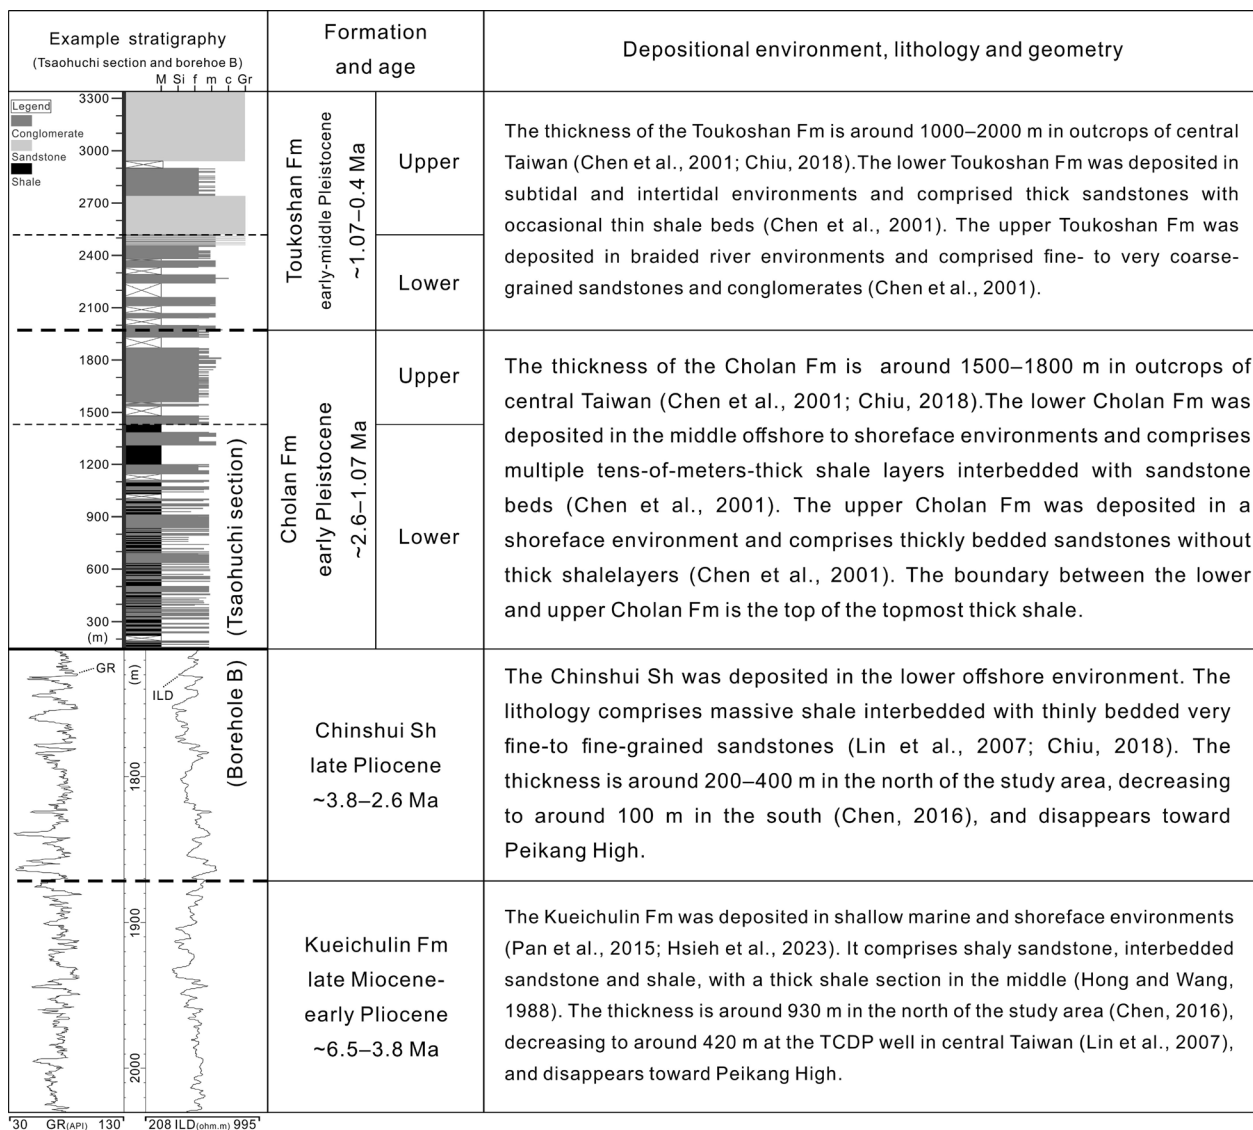 Example stratigraphy
(Tsaohuchi section and borehoe B)
M Si f m c Gr
Formation
and age
Depositional environment, lithology and geometry
Legend
Conglomerate
Sandstone
Shale
3300
3000
2700
2400
2100
1800
1500
1200
900
600
300
(m)
(Tsaohuchi section)
Toukoshan Fm
early-middle Pleistocene
~1.07–0.4 Ma
Upper
Lower
The thickness of the Toukoshan Fm is around 1000–2000 m in outcrops of central
Taiwan (Chen et al., 2001; Chiu, 2018).The lower Toukoshan Fm was deposited in
subtidal and intertidal environments and comprised thick sandstones with
occasional thin shale beds (Chen et al., 2001). The upper Toukoshan Fm was
deposited in braided river environments and comprised fine- to very coarse-
grained sandstones and conglomerates (Chen et al., 2001).
Cholan Fm
early Pleistocene
~2.6–1.07 Ma
Upper
Lower
The thickness of the Cholan Fm is around 1500–1800 m in outcrops of
central Taiwan (Chen et al., 2001; Chiu, 2018).The lower Cholan Fm was
deposited in the middle offshore to shoreface environments and comprises
multiple tens-of-meters-thick shale layers interbedded with sandstone
beds (Chen et al., 2001). The upper Cholan Fm was deposited in a
shoreface environment and comprises thickly bedded sandstones without
thick shalelayers (Chen et al., 2001). The boundary between the lower
and upper Cholan Fm is the top of the topmost thick shale.
GR
ILD
(m)
1800
1900
2000
(Borehole B)
Chinshui Sh
late Pliocene
~3.8–2.6 Ma
The Chinshui Sh was deposited in the lower offshore environment. The
lithology comprises massive shale interbedded with thinly bedded very
fine-to fine-grained sandstones (Lin et al., 2007; Chiu, 2018). The
thickness is around 200–400 m in the north of the study area, decreasing
to around 100 m in the south (Chen, 2016), and disappears toward
Peikang High.
Kueichulin Fm
late Miocene-
early Pliocene
~6.5–3.8 Ma
The Kueichulin Fm was deposited in shallow marine and shoreface environments
(Pan et al., 2015; Hsieh et al., 2023). It comprises shaly sandstone, interbedded
sandstone and shale, with a thick shale section in the middle (Hong and Wang,
1988). The thickness is around 930 m in the north of the study area (Chen, 2016),
decreasing to around 420 m at the TCDP well in central Taiwan (Lin et al., 2007),
and disappears toward Peikang High.
30 GR(API) 130
208 ILD(ohm.m) 995